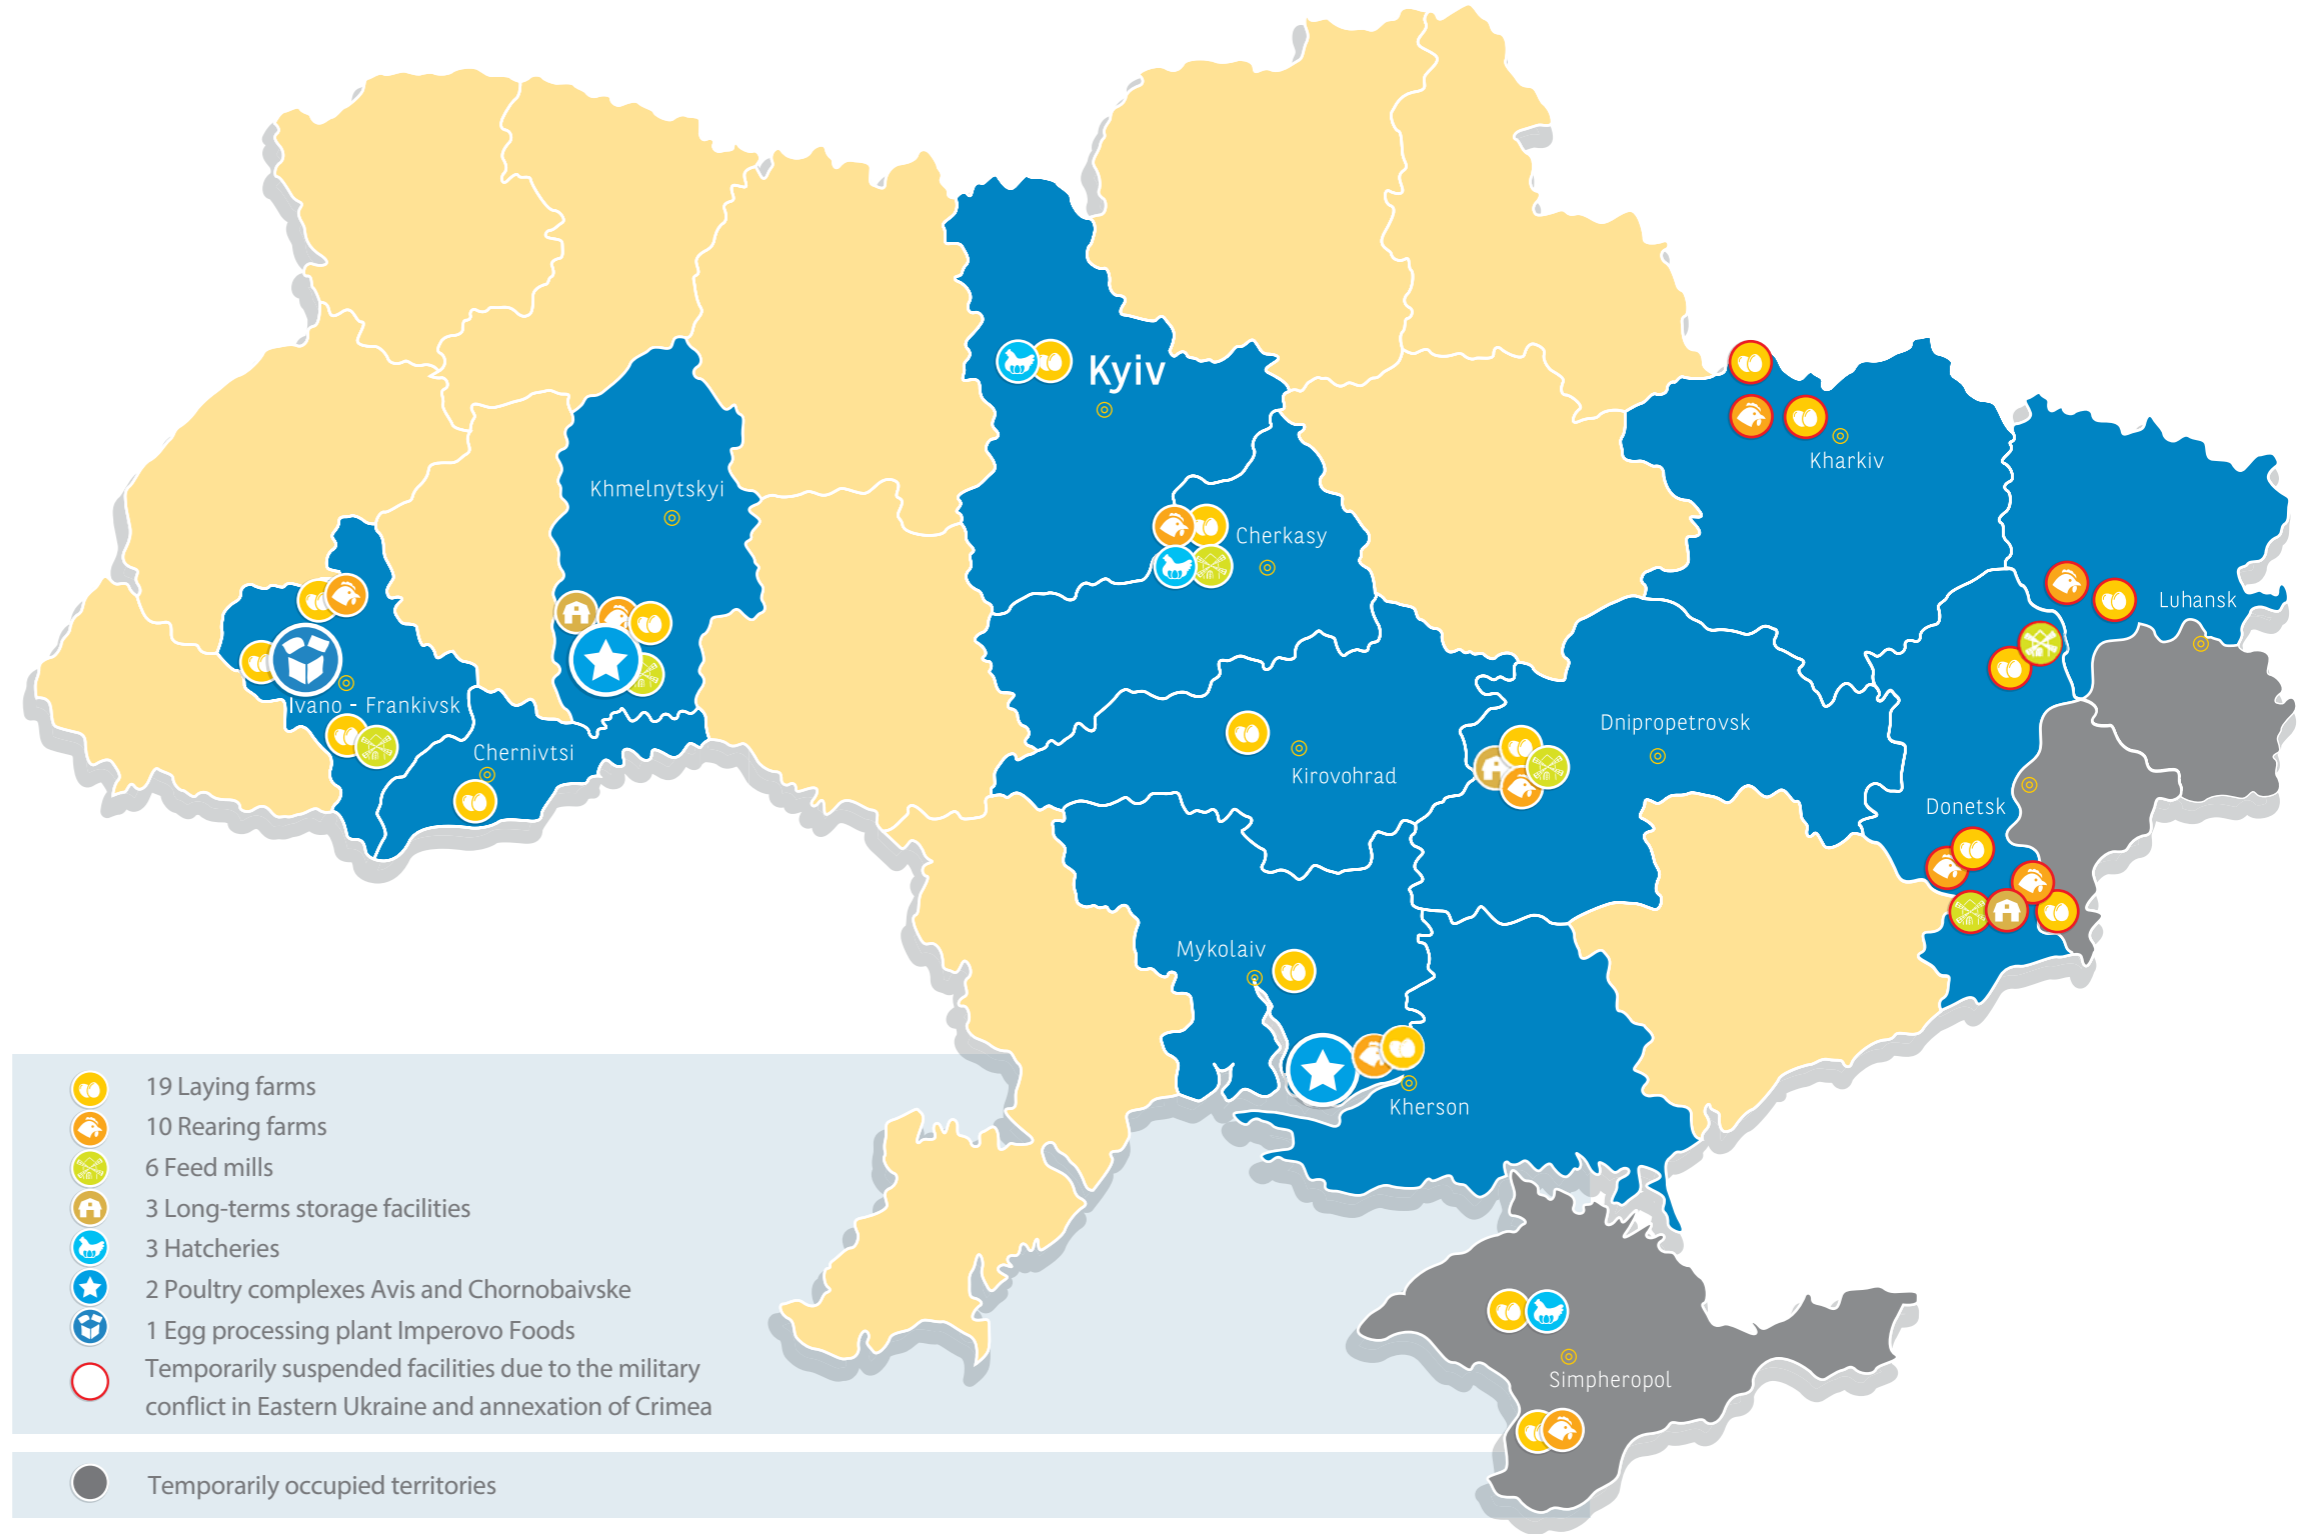 Kyiv
Kharkiv
Khmelnytskyi
Cherkasy
Luhansk
Ivano - Frankivsk
Chernivtsi
Dnipropetrovsk
Kirovohrad
Donetsk
Mykolaiv
Kherson
Simpheropol
19 Laying farms
10 Rearing farms
6 Feed mills
3 Long-terms storage facilities
3 Hatcheries
2 Poultry complexes Avis and Chornobaivske
1 Egg processing plant Imperovo Foods
Temporarily suspended facilities due to the military
conflict in Eastern Ukraine and annexation of Crimea
Temporarily occupied territories